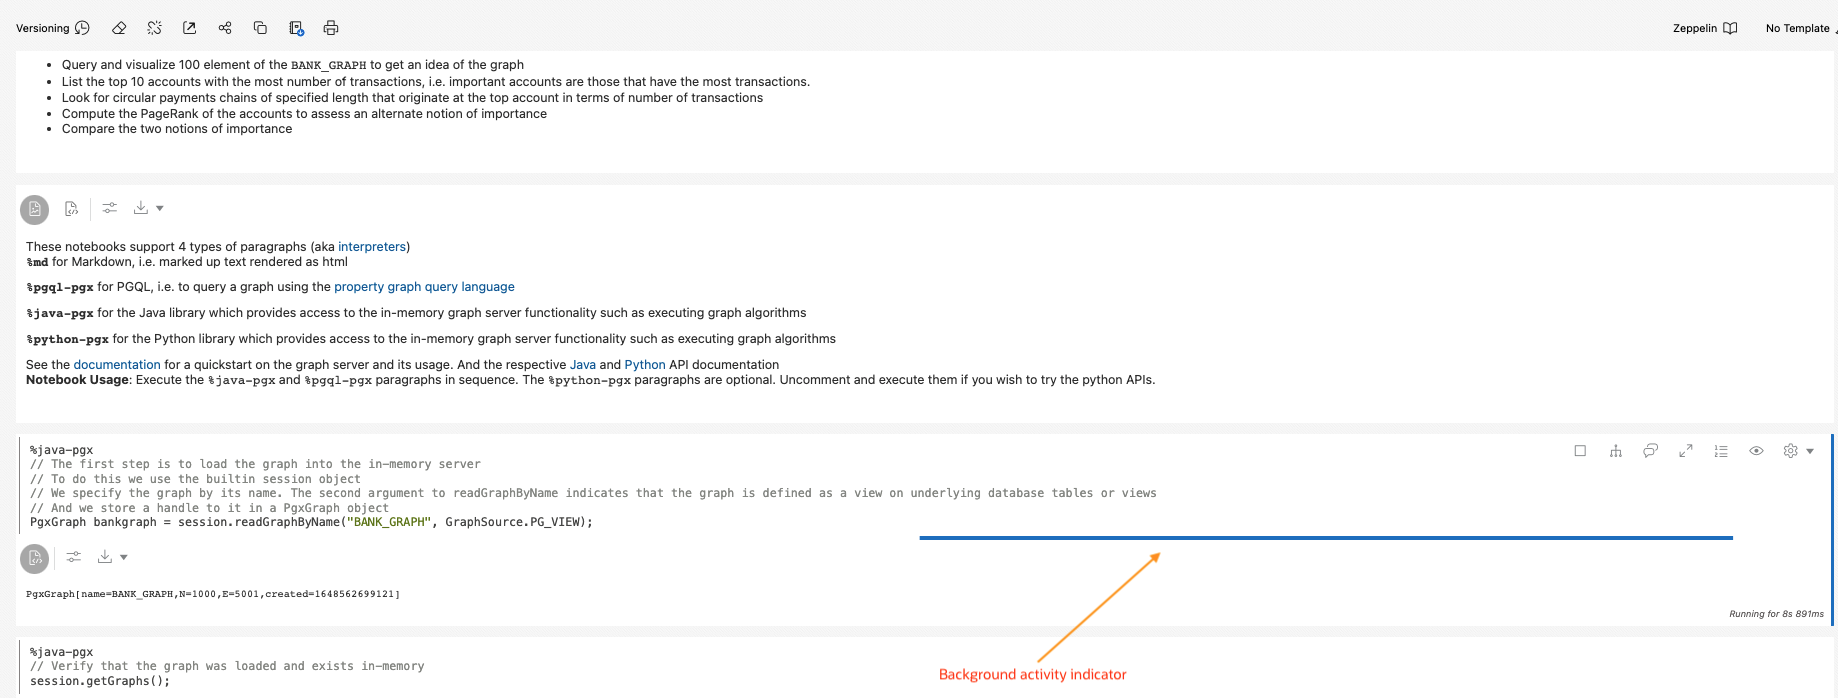 Versioning
Zeppelin
No Template
• Query and visualize 100 element of the BANK_GRAPH to get an idea of the graph
• List the top 10 accounts with the most number of transactions, i.e. important accounts are those that have the most transactions.
• Look for circular payments chains of specified length that originate at the top account in terms of number of transactions
• Compute the PageRank of the accounts to assess an alternate notion of importance
• Compare the two notions of importance
These notebooks support 4 types of paragraphs (aka interpreters)
%md for Markdown, i.e. marked up text rendered as html
%pgql-pgx for PGQL, i.e. to query a graph using the property graph query language
%java-pgx for the Java library which provides access to the in-memory graph server functionality such as executing graph algorithms
%python-pgx for the Python library which provides access to the in-memory graph server functionality such as executing graph algorithms
See the documentation for a quickstart on the graph server and its usage. And the respective Java and Python API documentation
Notebook Usage: Execute the %java-pgx and %pgql-pgx paragraphs in sequence. The %python-pgx paragraphs are optional. Uncomment and execute them if you wish to try the python APIs.
%java-pgx
// The first step is to load the graph into the in-memory server
// To do this we use the builtin session object
// We specify the graph by its name. The second argument to readGraphByName indicates that the graph is defined as a view on underlying database tables or views
// And we store a handle to it in a PgxGraph object
PgxGraph bankgraph = session.readGraphByName("BANK_GRAPH", GraphSource.PG_VIEW);
PgxGraph[name=BANK_GRAPH,N=1000,E=5001,created=1648562699121]
Running for 8s 891ms
%java-pgx
// Verify that the graph was loaded and exists in-memory
session.getGraphs();
Background activity indicator